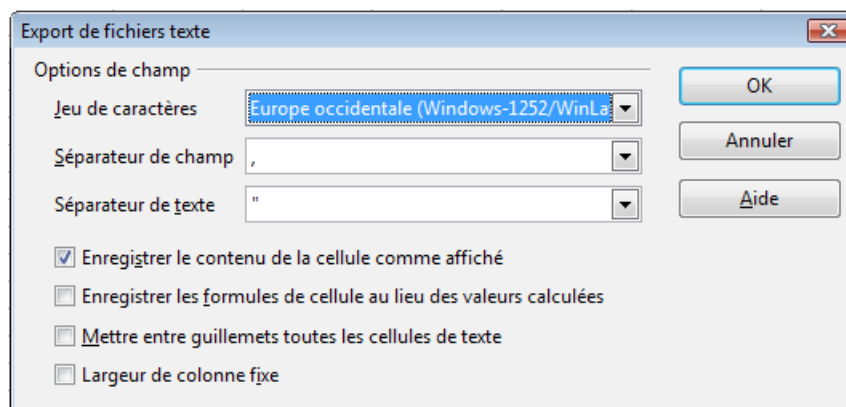 Export de fichiers texte
Options de champ
OK
Jeu de caractères
Europe occidentale (Windows-1252/WinLa
Annuler
Séparateur de champ
,
Séparateur de texte
"
Aide
Enregistrer le contenu de la cellule comme affiché
Enregistrer les formules de cellule au lieu des valeurs calculées
Mettre entre guillemets toutes les cellules de texte
Largeur de colonne fixe